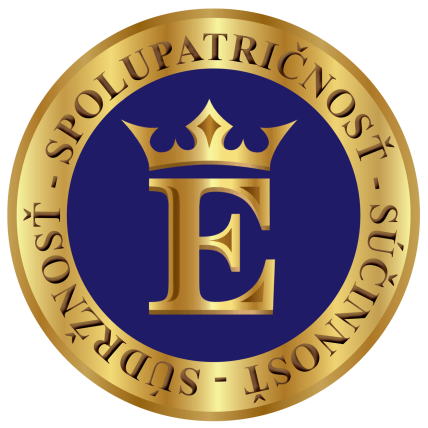 SPOLUPATRIČNOSŤ - SÚČINNOSŤ - SÚDRŽNOSŤ -
E